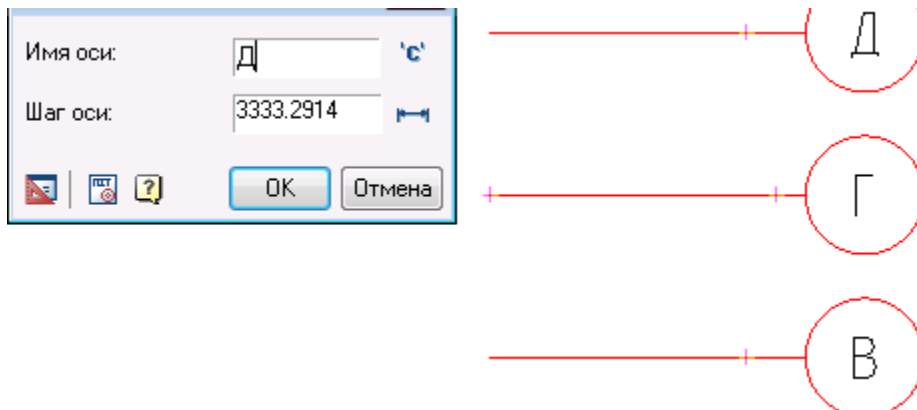 Имя оси: Д 'C'
Шаг оси: 3333.2914
OK Отмена
Д
Г
В